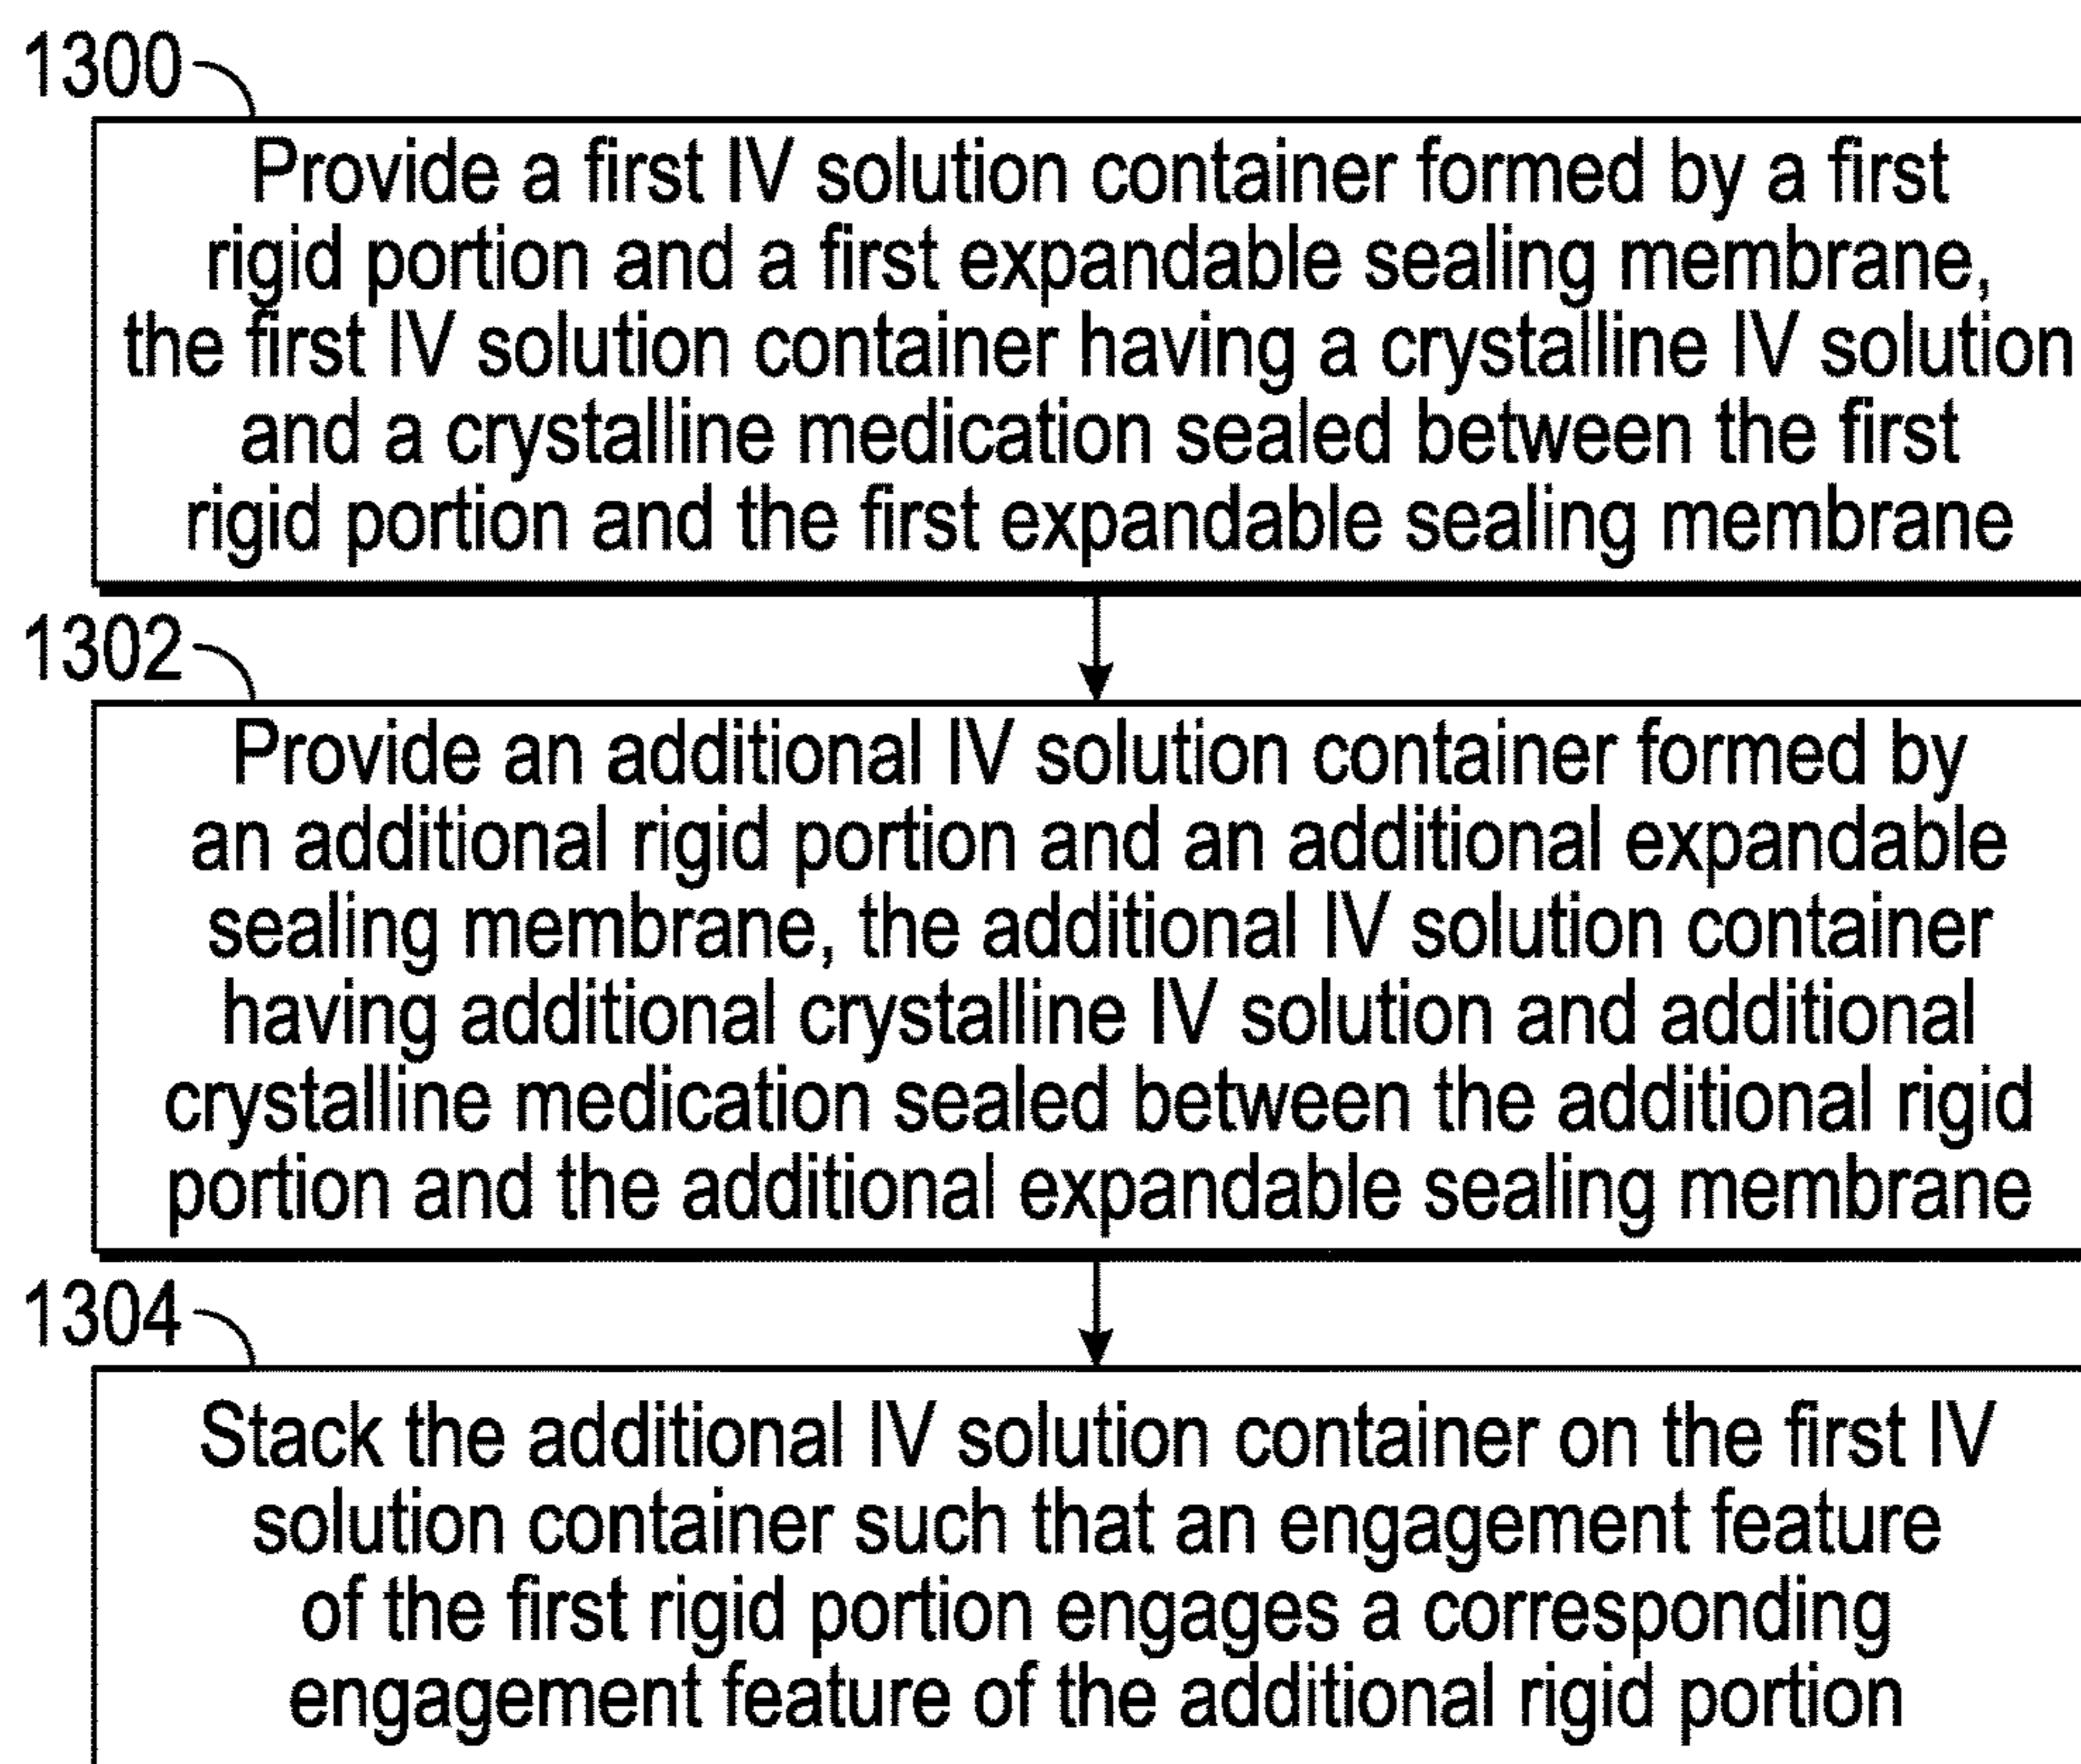 1300
Provide a first IV solution container formed by a first
rigid portion and a first expandable sealing membrane,
the first IV solution container having a crystalline IV solution
and a crystalline medication sealed between the first
rigid portion and the first expandable sealing membrane
1302
Provide an additional IV solution container formed by
an additional rigid portion and an additional expandable
sealing membrane, the additional IV solution container
having additional crystalline IV solution and additional
crystalline medication sealed between the additional rigid
portion and the additional expandable sealing membrane
1304
Stack the additional IV solution container on the first IV
solution container such that an engagement feature
of the first rigid portion engages a corresponding
engagement feature of the additional rigid portion